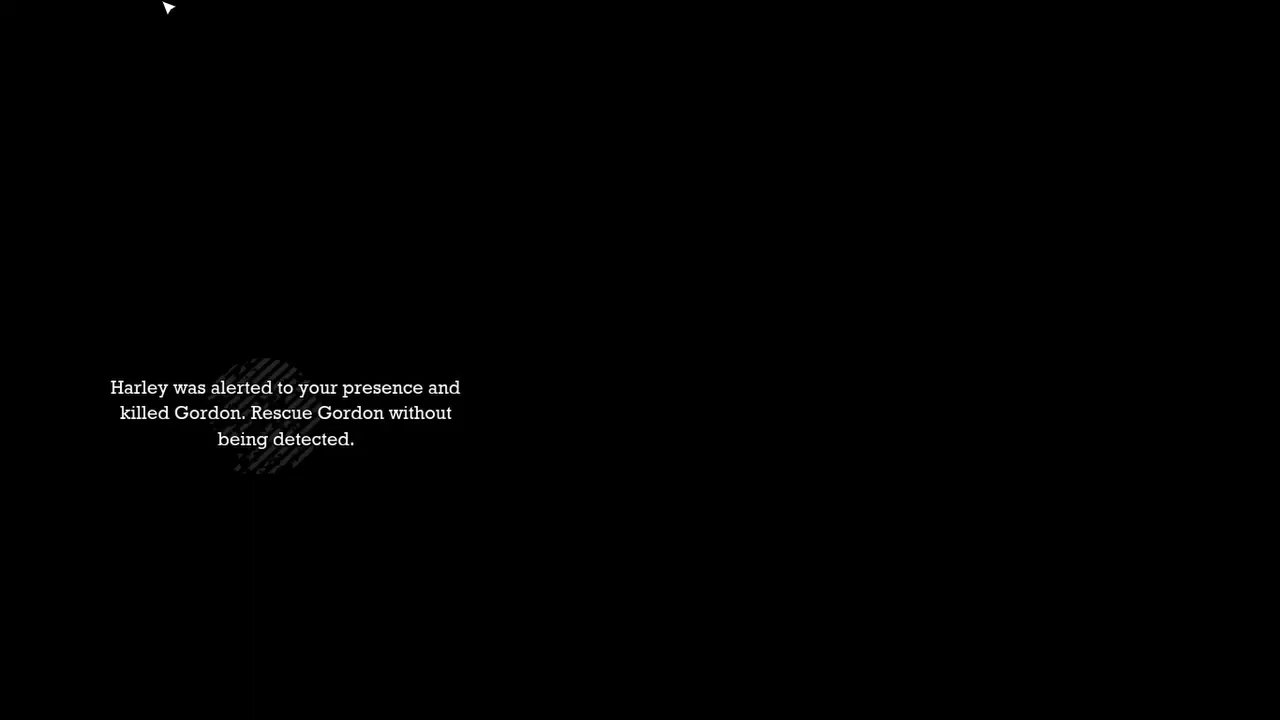 Harley was alerted to your presence and
killed Gordon. Rescue Gordon without
being detected.